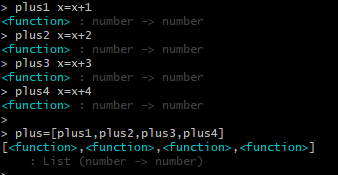 > plus1 x=x+1
<function> : number -> number
> plus2 x=x+2
<function> : number -> number
> plus3 x=x+3
<function> : number -> number
> plus4 x=x+4
<function> : number -> number
>
> plus=[plus1,plus2,plus3,plus4]
[<function>,<function>,<function>,<function>]
    : List (number -> number)
>